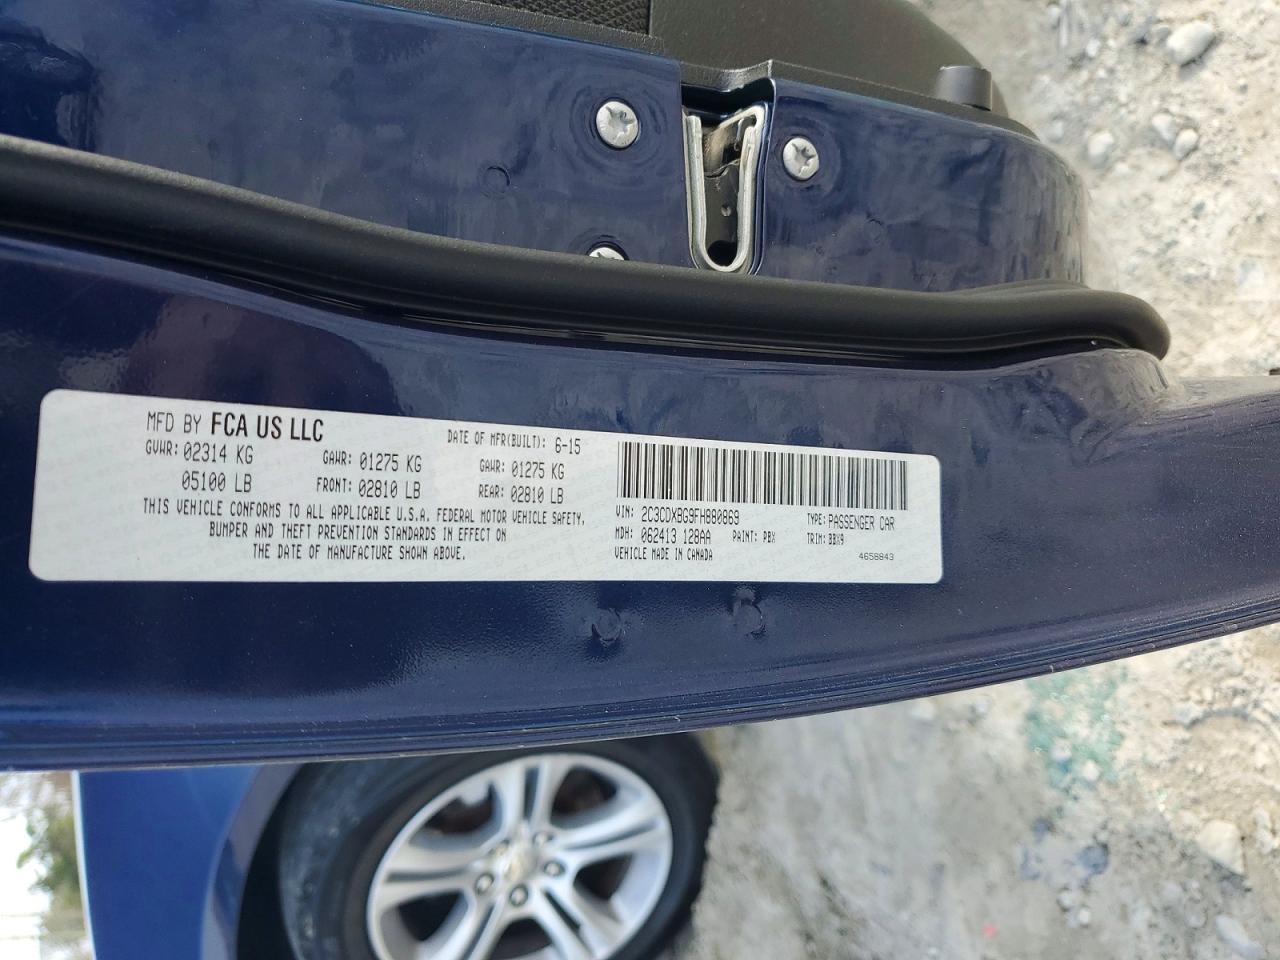 MFD BY FCA US LLC DATE OF MFR(BUILT): 6-15
GVWR: 02314 KG GAWR: 01275 KG GAWR: 01275 KG
05100 LB FRONT: 02810 LB REAR: 02810 LB
THIS VEHICLE CONFORMS TO ALL APPLICABLE U.S.A. FEDERAL MOTOR VEHICLE SAFETY,
BUMPER AND THEFT PREVENTION STANDARDS IN EFFECT ON
THE DATE OF MANUFACTURE SHOWN ABOVE.
VIN: 2C3CDXBG9FH880869 TYPE: PASSENGER CAR
MDH: 062413 128AA PAINT: PBX TRIM: BBX9
VEHICLE MADE IN CANADA 4658843